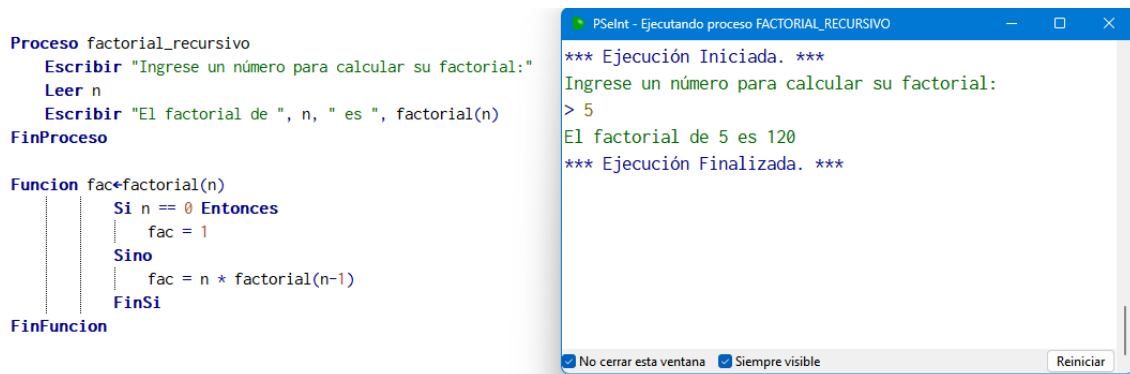 Proceso factorial_recursivo
Escribir "Ingrese un número para calcular su factorial:"
Leer n
Escribir "El factorial de ", n, " es ", factorial(n)
FinProceso
Funcion fac←factorial(n)
Si n == 0 Entonces
fac = 1
Sino
fac = n * factorial(n-1)
FinSi
FinFuncion
PSeInt - Ejecutando proceso FACTORIAL_RECURSIVO
*** Ejecución Iniciada. ***
Ingrese un número para calcular su factorial:
> 5
El factorial de 5 es 120
*** Ejecución Finalizada. ***
No cerrar esta ventana Siempre visible Reiniciar